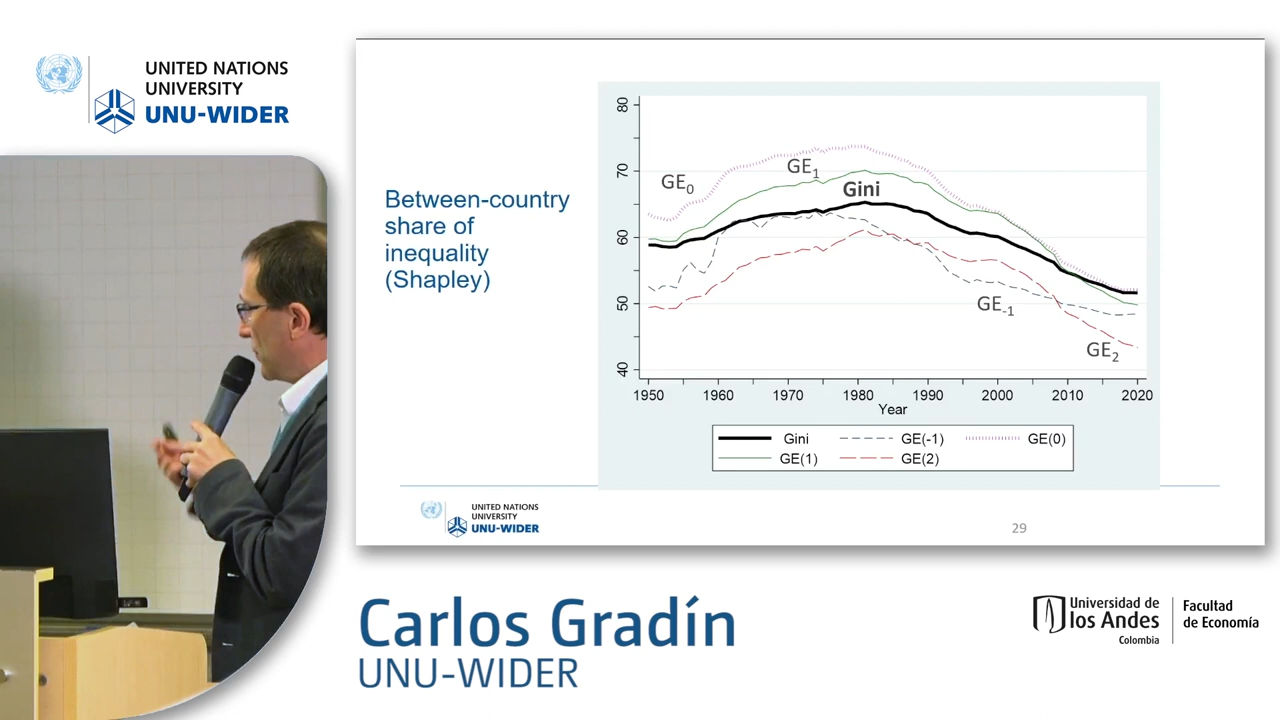 UNITED NATIONS
UNIVERSITY
UNU-WIDER
Between-country
share of
inequality
(Shapley)
80
70
60
50
40
GE0
GE1
Gini
GE-1
GE2
1950 1960 1970 1980 1990 2000 2010 2020
Year
Gini GE(-1) GE(0)
GE(1) GE(2)
UNITED NATIONS
UNIVERSITY
UNU-WIDER
29
Carlos Gradín
UNU-WIDER
Universidad de
los Andes
Colombia
Facultad
de Economía